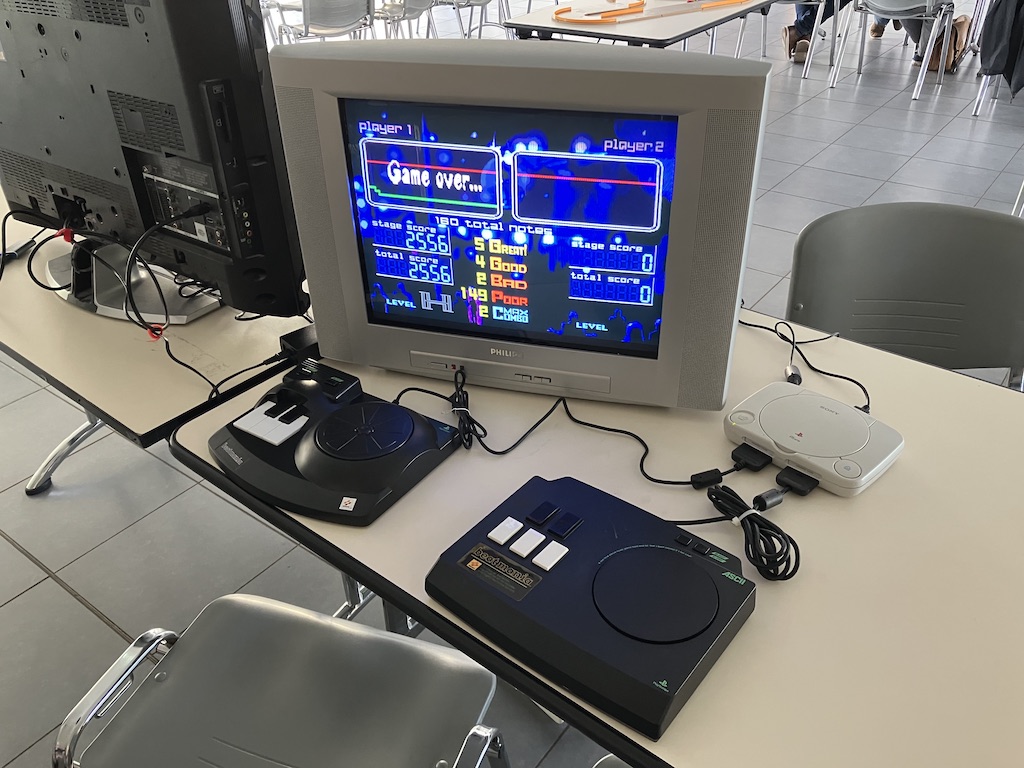 player 1
player 2
Game over...
180 total notes
stage score
2556
total score
2556
5 GREAT
4 GOOD
2 BAD
149 POOR
2 MAX COMBO
stage score
0
total score
0
LEVEL
LEVEL
PHILIPS
beatmania
SONY
beatmania
ASCII